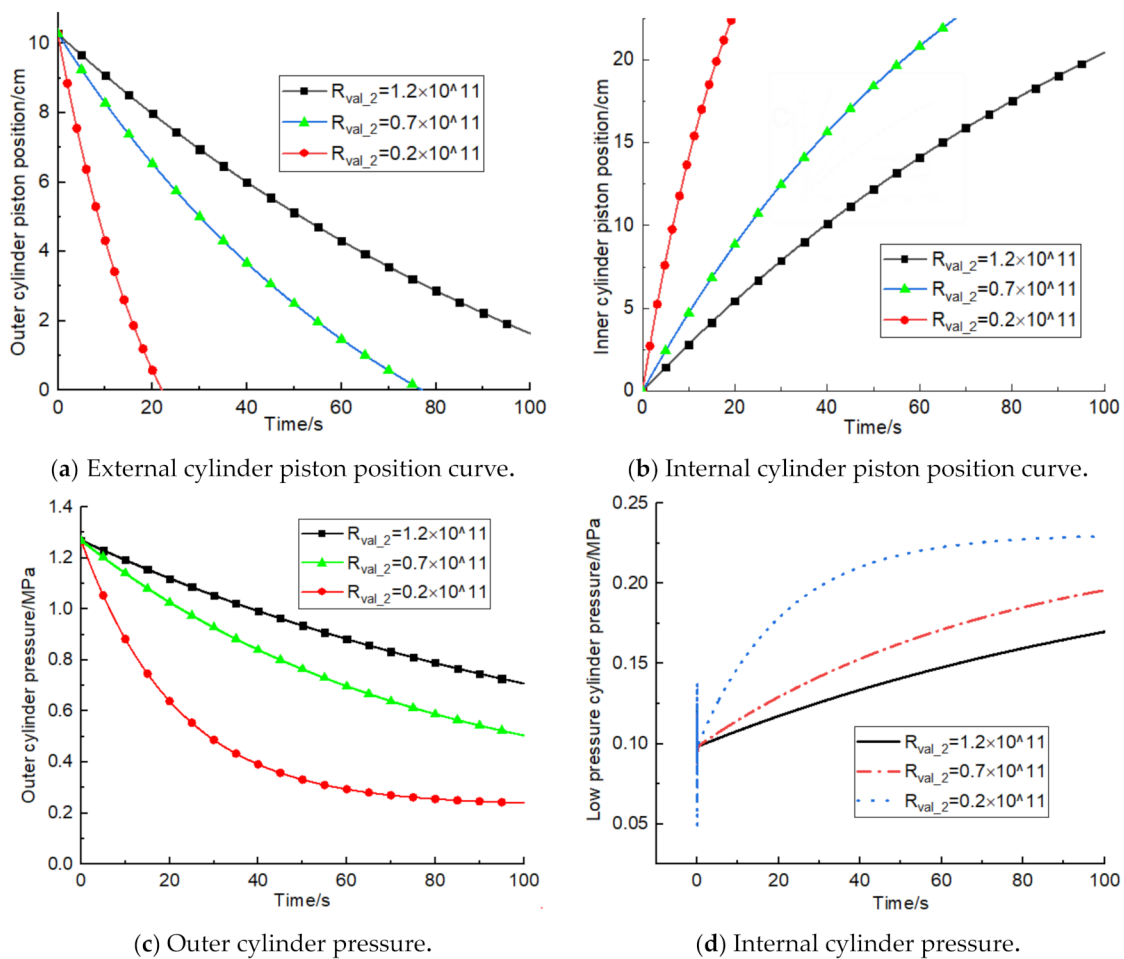 Outer cylinder piston position/cm
10
8
6
4
2
0
R_val_2=1.2×10^11
R_val_2=0.7×10^11
R_val_2=0.2×10^11
0 20 40 60 80 100
Time/s
(a) External cylinder piston position curve.
Inner cylinder piston position/cm
20
15
10
5
0
R_val_2=1.2×10^11
R_val_2=0.7×10^11
R_val_2=0.2×10^11
0 20 40 60 80 100
Time/s
(b) Internal cylinder piston position curve.
Outer cylinder pressure/MPa
1.4
1.2
1.0
0.8
0.6
0.4
0.2
0.0
R_val_2=1.2×10^11
R_val_2=0.7×10^11
R_val_2=0.2×10^11
0 20 40 60 80 100
Time/s
(c) Outer cylinder pressure.
Low pressure cylinder pressure/MPa
0.25
0.20
0.15
0.10
0.05
R_val_2=1.2×10^11
R_val_2=0.7×10^11
R_val_2=0.2×10^11
0 20 40 60 80 100
Time/s
(d) Internal cylinder pressure.